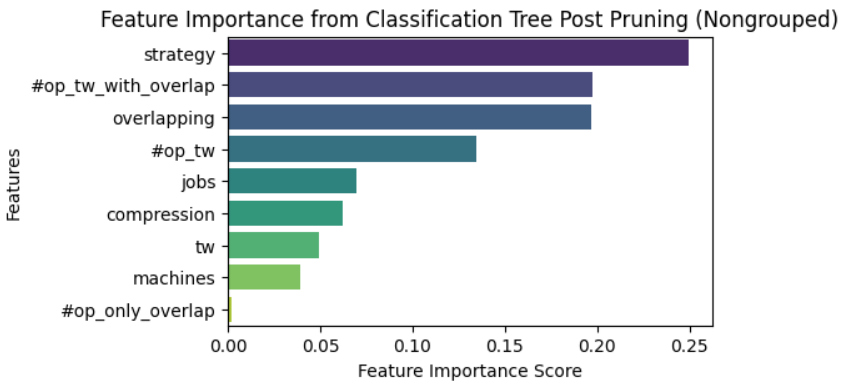 Feature Importance from Classification Tree Post Pruning (Nongrouped)
strategy
#op_tw_with_overlap
overlapping
#op_tw
jobs
compression
tw
machines
#op_only_overlap
Features
0.00 0.05 0.10 0.15 0.20 0.25
Feature Importance Score